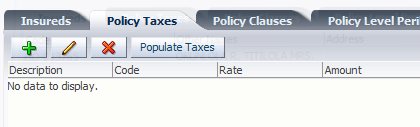 Insureds Policy Taxes Policy Clauses Policy Level Peri
Populate Taxes
Description Code Rate Amount
No data to display.